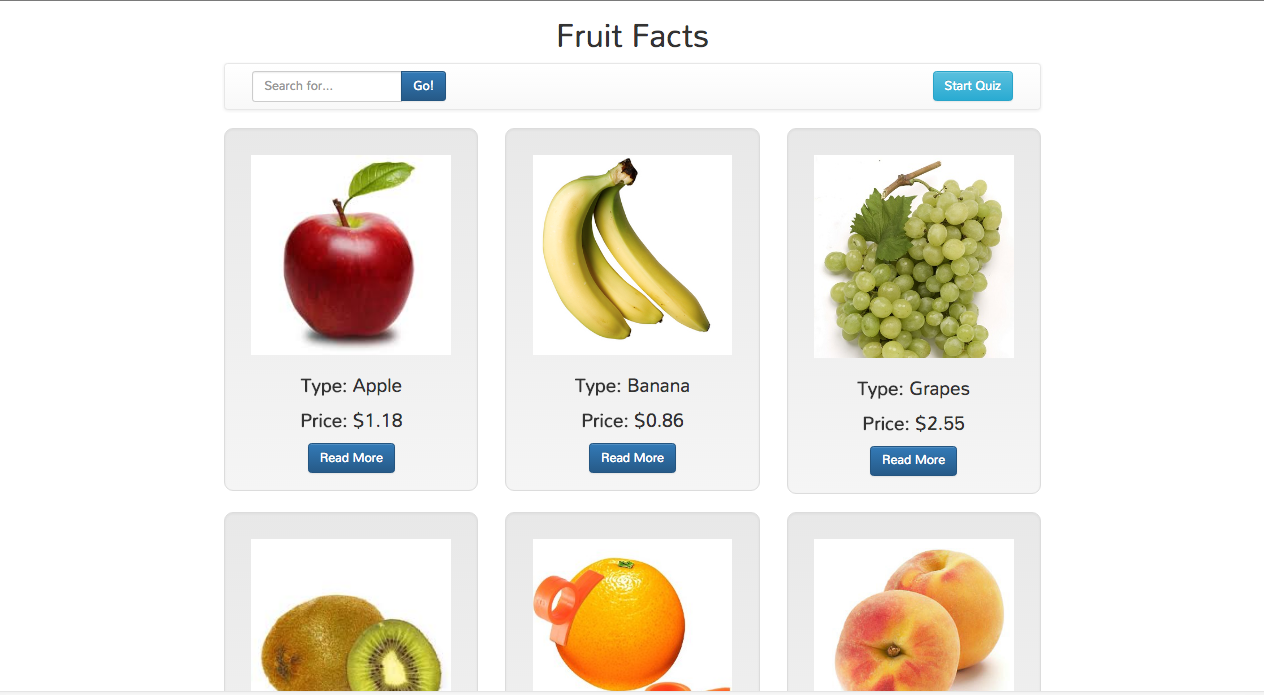 Fruit Facts
Search for...
Go!
Start Quiz
Type: Apple
Price: $1.18
Read More
Type: Banana
Price: $0.86
Read More
Type: Grapes
Price: $2.55
Read More